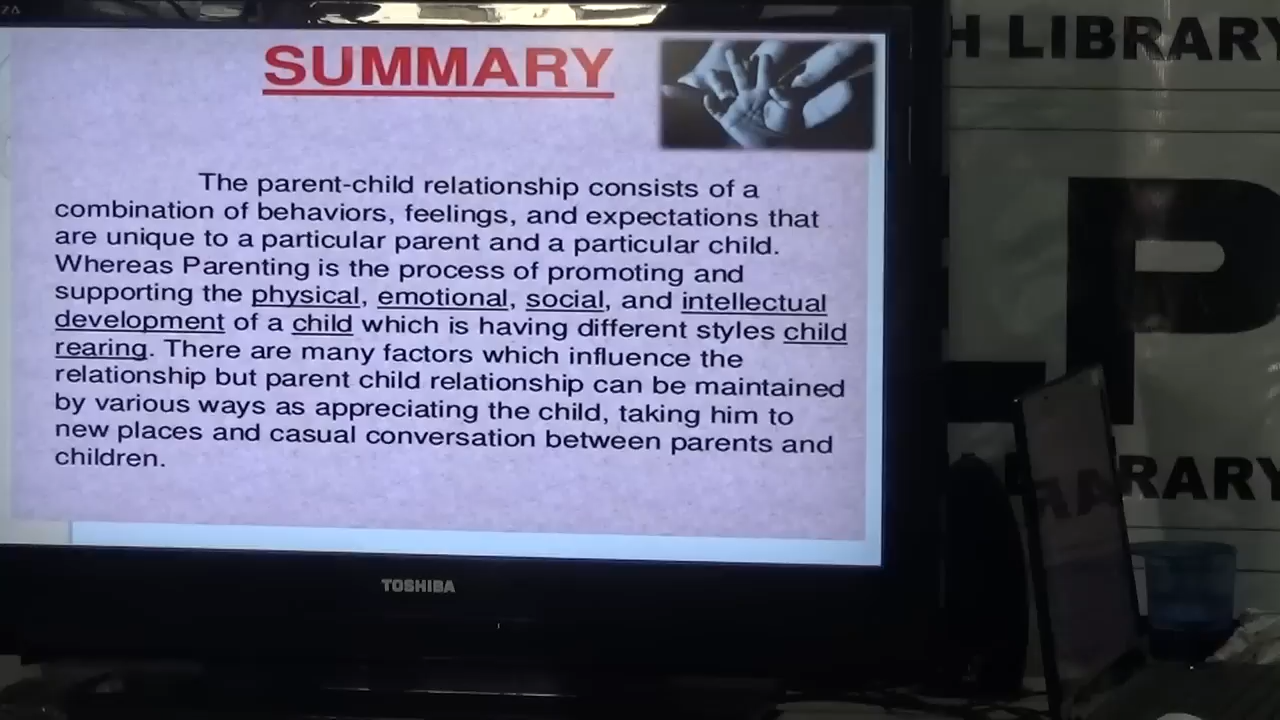 SUMMARY
The parent-child relationship consists of a
combination of behaviors, feelings, and expectations that
are unique to a particular parent and a particular child.
Whereas Parenting is the process of promoting and
supporting the physical, emotional, social, and intellectual
development of a child which is having different styles child
rearing. There are many factors which influence the
relationship but parent child relationship can be maintained
by various ways as appreciating the child, taking him to
new places and casual conversation between parents and
children.
TOSHIBA
H LIBRARY
P
RARY